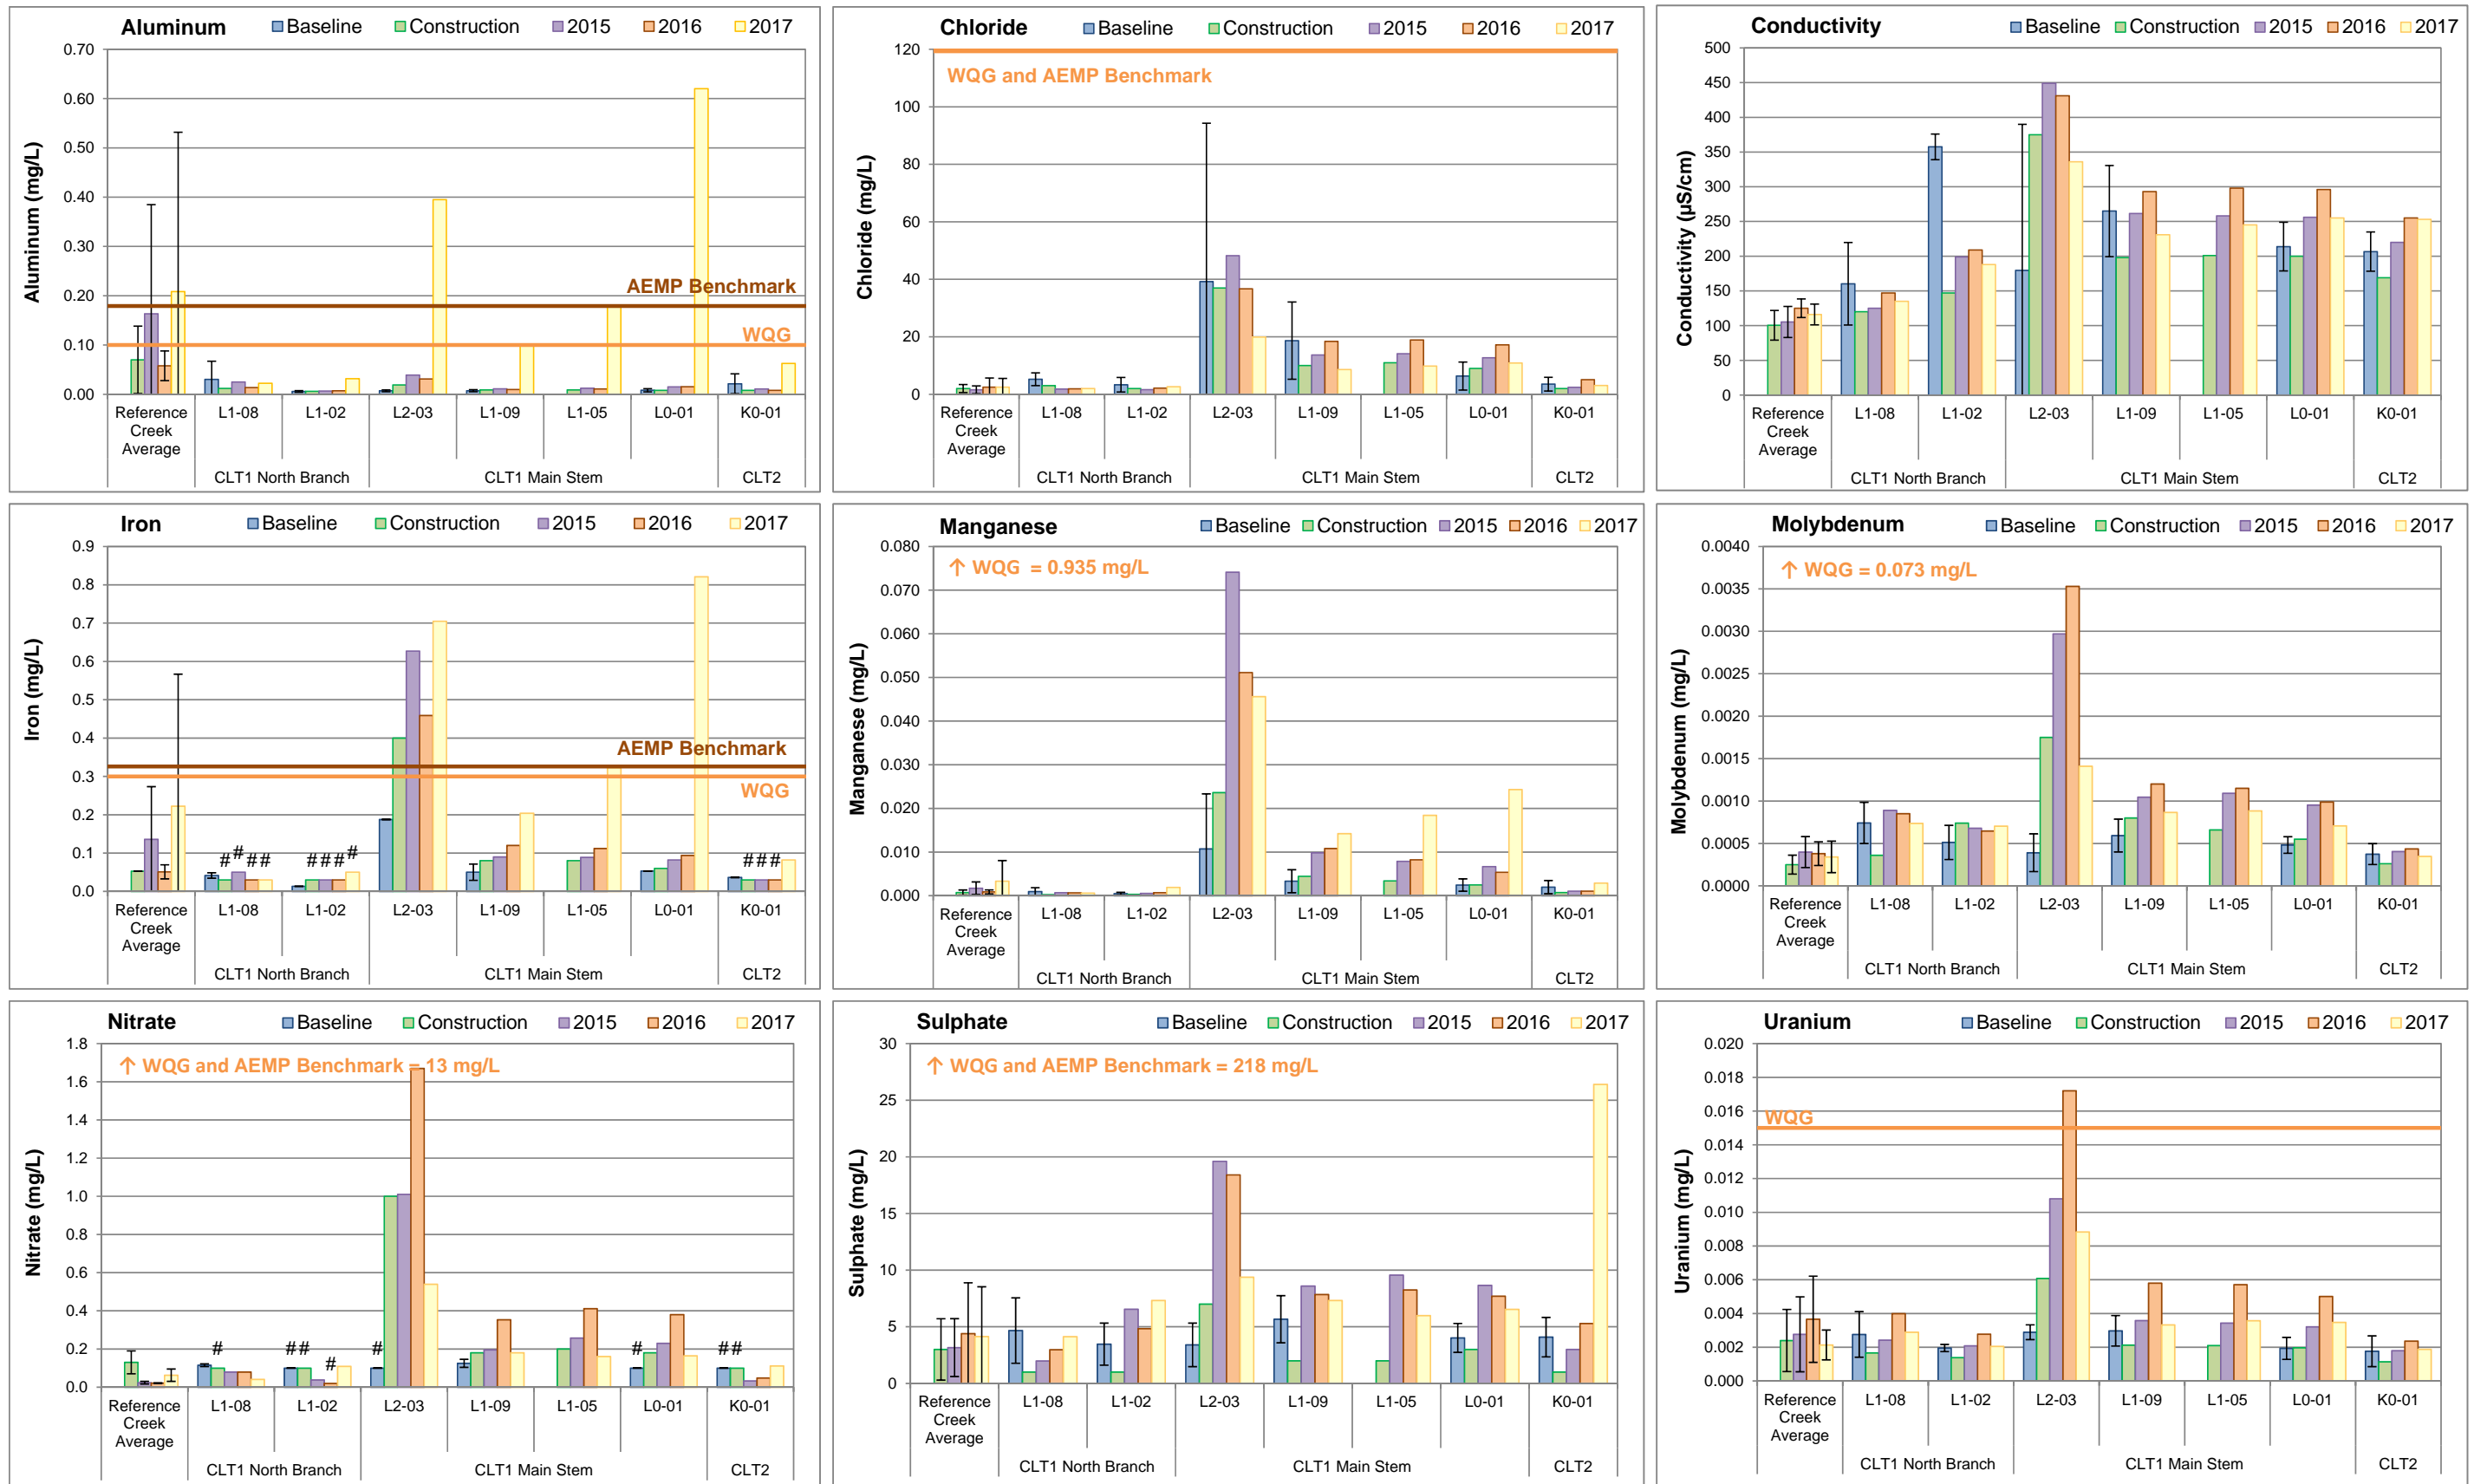 Aluminum Baseline Construction 2015 2016 2017
Aluminum (mg/L)
0.70
0.60
0.50
0.40
0.30
0.20
0.10
0.00
AEMP Benchmark
WQG
Reference Creek Average L1-08 L1-02 L2-03 L1-09 L1-05 L0-01 K0-01
CLT1 North Branch CLT1 Main Stem CLT2
Chloride Baseline Construction 2015 2016 2017
Chloride (mg/L)
120
100
80
60
40
20
0
WQG and AEMP Benchmark
Reference Creek Average L1-08 L1-02 L2-03 L1-09 L1-05 L0-01 K0-01
CLT1 North Branch CLT1 Main Stem CLT2
Conductivity Baseline Construction 2015 2016 2017
Conductivity (µS/cm)
500
450
400
350
300
250
200
150
100
50
0
Reference Creek Average L1-08 L1-02 L2-03 L1-09 L1-05 L0-01 K0-01
CLT1 North Branch CLT1 Main Stem CLT2
Iron Baseline Construction 2015 2016 2017
Iron (mg/L)
0.9
0.8
0.7
0.6
0.5
0.4
0.3
0.2
0.1
0.0
AEMP Benchmark
WQG
# # # # # # # # # # #
Reference Creek Average L1-08 L1-02 L2-03 L1-09 L1-05 L0-01 K0-01
CLT1 North Branch CLT1 Main Stem CLT2
Manganese Baseline Construction 2015 2016 2017
Manganese (mg/L)
0.080
0.070
0.060
0.050
0.040
0.030
0.020
0.010
0.000
↑ WQG = 0.935 mg/L
Reference Creek Average L1-08 L1-02 L2-03 L1-09 L1-05 L0-01 K0-01
CLT1 North Branch CLT1 Main Stem CLT2
Molybdenum Baseline Construction 2015 2016 2017
Molybdenum (mg/L)
0.0040
0.0035
0.0030
0.0025
0.0020
0.0015
0.0010
0.0005
0.0000
↑ WQG = 0.073 mg/L
Reference Creek Average L1-08 L1-02 L2-03 L1-09 L1-05 L0-01 K0-01
CLT1 North Branch CLT1 Main Stem CLT2
Nitrate Baseline Construction 2015 2016 2017
Nitrate (mg/L)
1.8
1.6
1.4
1.2
1.0
0.8
0.6
0.4
0.2
0.0
↑ WQG and AEMP Benchmark = 13 mg/L
# # # # # # # #
Reference Creek Average L1-08 L1-02 L2-03 L1-09 L1-05 L0-01 K0-01
CLT1 North Branch CLT1 Main Stem CLT2
Sulphate Baseline Construction 2015 2016 2017
Sulphate (mg/L)
30
25
20
15
10
5
0
↑ WQG and AEMP Benchmark = 218 mg/L
Reference Creek Average L1-08 L1-02 L2-03 L1-09 L1-05 L0-01 K0-01
CLT1 North Branch CLT1 Main Stem CLT2
Uranium Baseline Construction 2015 2016 2017
Uranium (mg/L)
0.020
0.018
0.016
0.014
0.012
0.010
0.008
0.006
0.004
0.002
0.000
WQG
Reference Creek Average L1-08 L1-02 L2-03 L1-09 L1-05 L0-01 K0-01
CLT1 North Branch CLT1 Main Stem CLT2